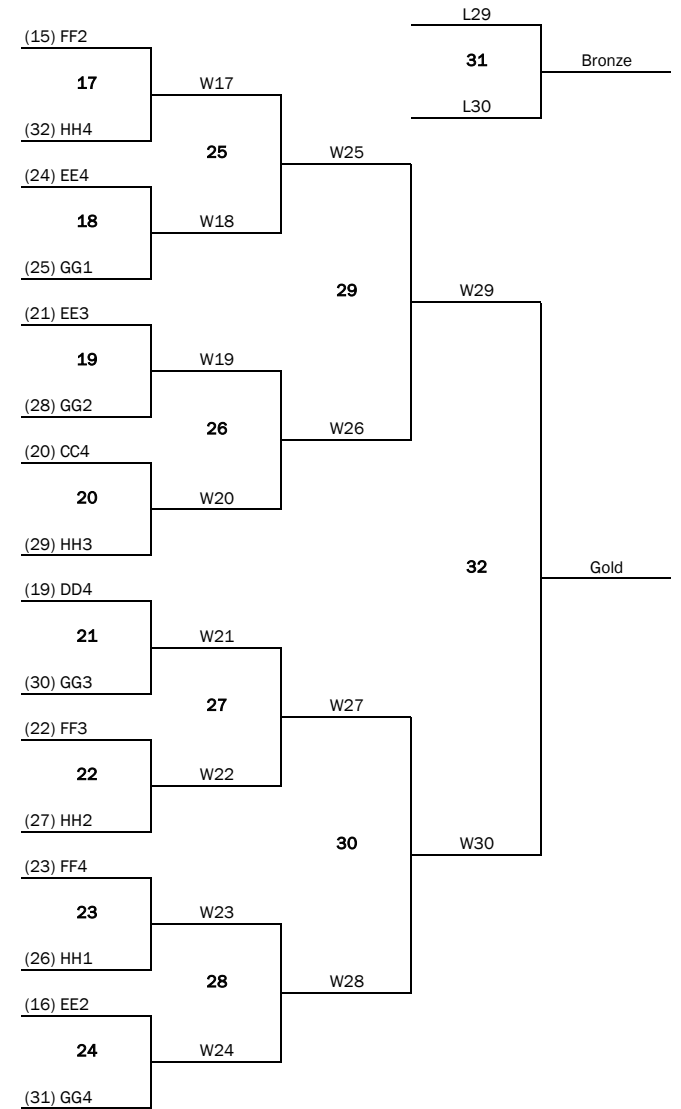 L29
(15) FF2
31
Bronze
17
W17
L30
(32) HH4
25
W25
(24) EE4
18
W18
(25) GG1
29
W29
(21) EE3
19
W19
(28) GG2
26
W26
(20) CC4
20
W20
(29) HH3
32
Gold
(19) DD4
21
W21
(30) GG3
27
W27
(22) FF3
22
W22
(27) HH2
30
W30
(23) FF4
23
W23
(26) HH1
28
W28
(16) EE2
24
W24
(31) GG4